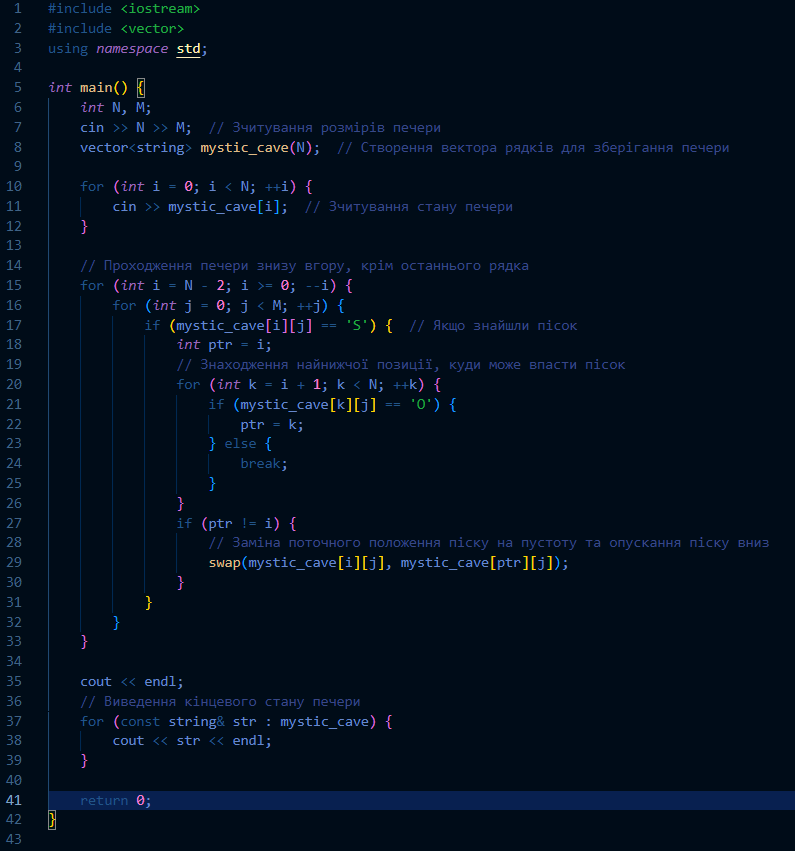 1 #include <iostream>
2 #include <vector>
3 using namespace std;
4
5 int main() {
6     int N, M;
7     cin >> N >> M;  // Зчитування розмірів печери
8     vector<string> mystic_cave(N);  // Створення вектора рядків для зберігання печери
9
10     for (int i = 0; i < N; ++i) {
11         cin >> mystic_cave[i];  // Зчитування стану печери
12     }
13
14     // Проходження печери знизу вгору, крім останнього рядка
15     for (int i = N - 2; i >= 0; --i) {
16         for (int j = 0; j < M; ++j) {
17             if (mystic_cave[i][j] == 'S') {  // Якщо знайшли пісок
18                 int ptr = i;
19                 // Знаходження найнижчої позиції, куди може впасти пісок
20                 for (int k = i + 1; k < N; ++k) {
21                     if (mystic_cave[k][j] == 'O') {
22                         ptr = k;
23                     } else {
24                         break;
25                     }
26                 }
27                 if (ptr != i) {
28                     // Заміна поточного положення піску на пустоту та опускання піску вниз
29                     swap(mystic_cave[i][j], mystic_cave[ptr][j]);
30                 }
31             }
32         }
33     }
34
35     cout << endl;
36     // Виведення кінцевого стану печери
37     for (const string& str : mystic_cave) {
38         cout << str << endl;
39     }
40
41     return 0;
42 }
43